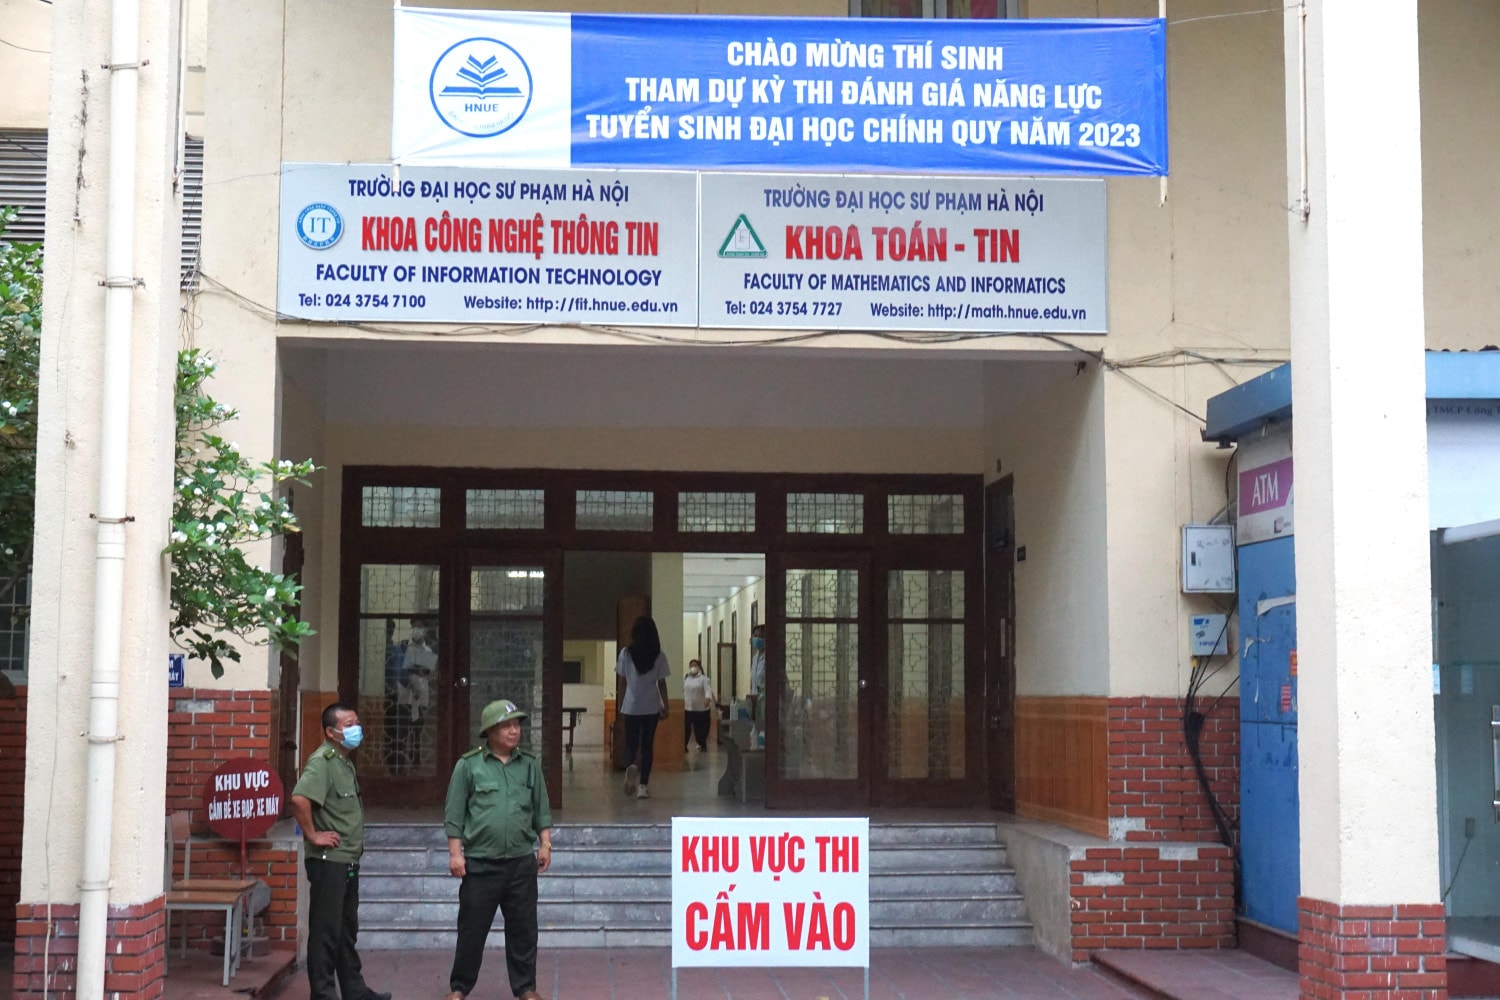 CHÀO MỪNG THÍ SINH
THAM DỰ KỲ THI ĐÁNH GIÁ NĂNG LỰC
TUYỂN SINH ĐẠI HỌC CHÍNH QUY NĂM 2023
HNUE
TRƯỜNG ĐẠI HỌC SƯ PHẠM HÀ NỘI
IT
KHOA CÔNG NGHỆ THÔNG TIN
FACULTY OF INFORMATION TECHNOLOGY
Tel: 024 3754 7100 Website: http://fit.hnue.edu.vn
TRƯỜNG ĐẠI HỌC SƯ PHẠM HÀ NỘI
KHOA TOÁN - TIN
FACULTY OF MATHEMATICS AND INFORMATICS
Tel: 024 3754 7727 Website: http://math.hnue.edu.vn
TMCP Công
ATM
KHU VỰC
CẤM ĐỂ XE ĐẠP, XE MÁY
KHU VỰC THI
CẤM VÀO